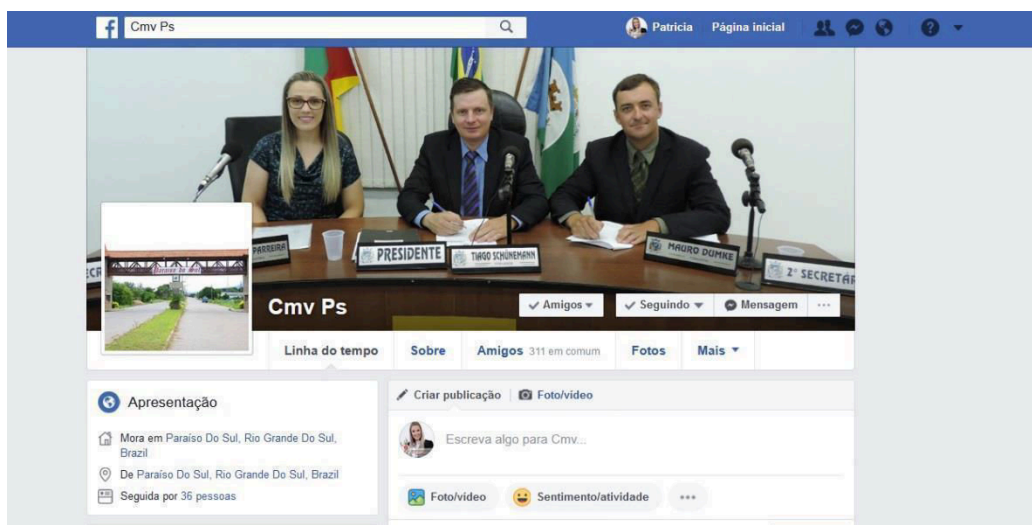 Cmv Ps
Patricia
Página inicial
PARREIRA
PRESIDENTE
TIAGO SCHÜNEMANN
MAURO DUMKE
2º SECRETÁR
Cmv Ps
Amigos
Seguindo
Mensagem
Linha do tempo
Sobre
Amigos 311 em comum
Fotos
Mais
Apresentação
Mora em Paraíso Do Sul, Rio Grande Do Sul,
Brazil
De Paraíso Do Sul, Rio Grande Do Sul, Brazil
Seguida por 36 pessoas
Criar publicação
Foto/vídeo
Escreva algo para Cmv...
Foto/vídeo
Sentimento/atividade